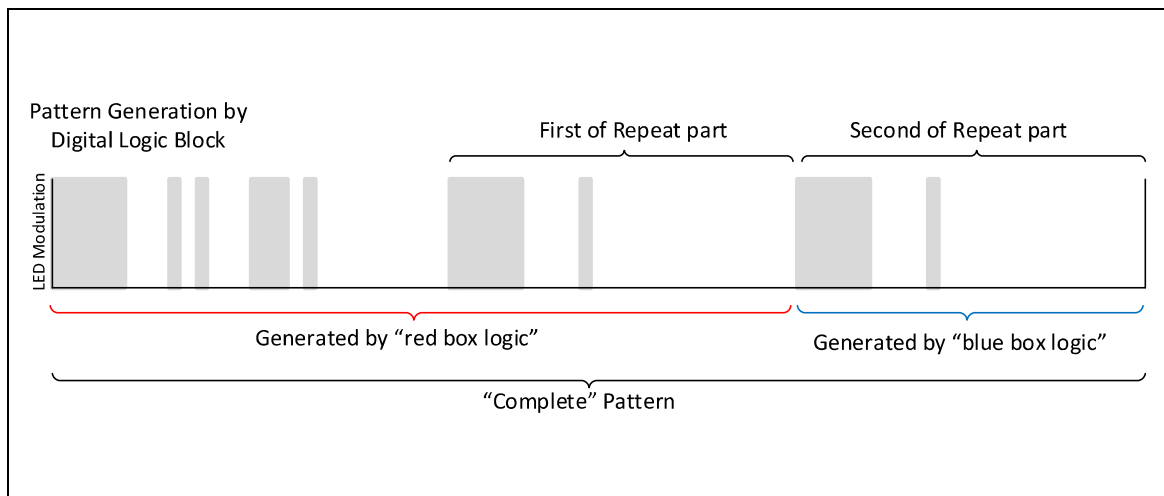 Pattern Generation by
Digital Logic Block
First of Repeat part
Second of Repeat part
LED Modulation
Generated by “red box logic”
Generated by “blue box logic”
“Complete” Pattern